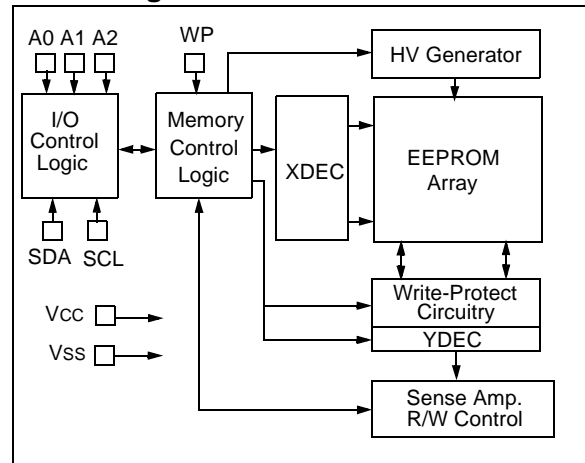 A0 A1 A2
WP
HV Generator
I/O
Control
Logic
Memory
Control
Logic
XDEC
EEPROM
Array
SDA
SCL
Write-Protect
Circuitry
YDEC
VCC
VSS
Sense Amp.
R/W Control